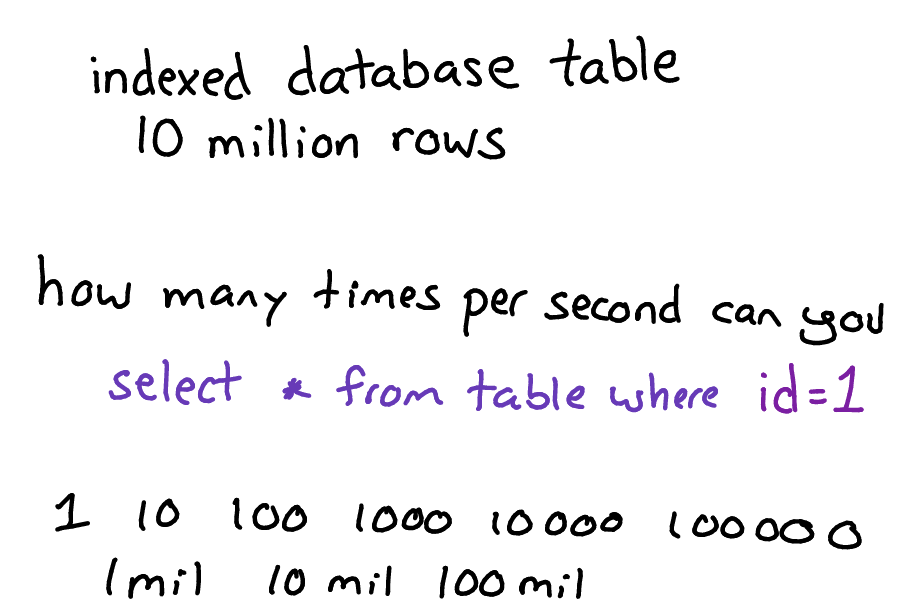 indexed database table
10 million rows
how many times per second can you
select * from table where id=1
1 10 100 1000 10000 100000
1mil 10 mil 100 mil